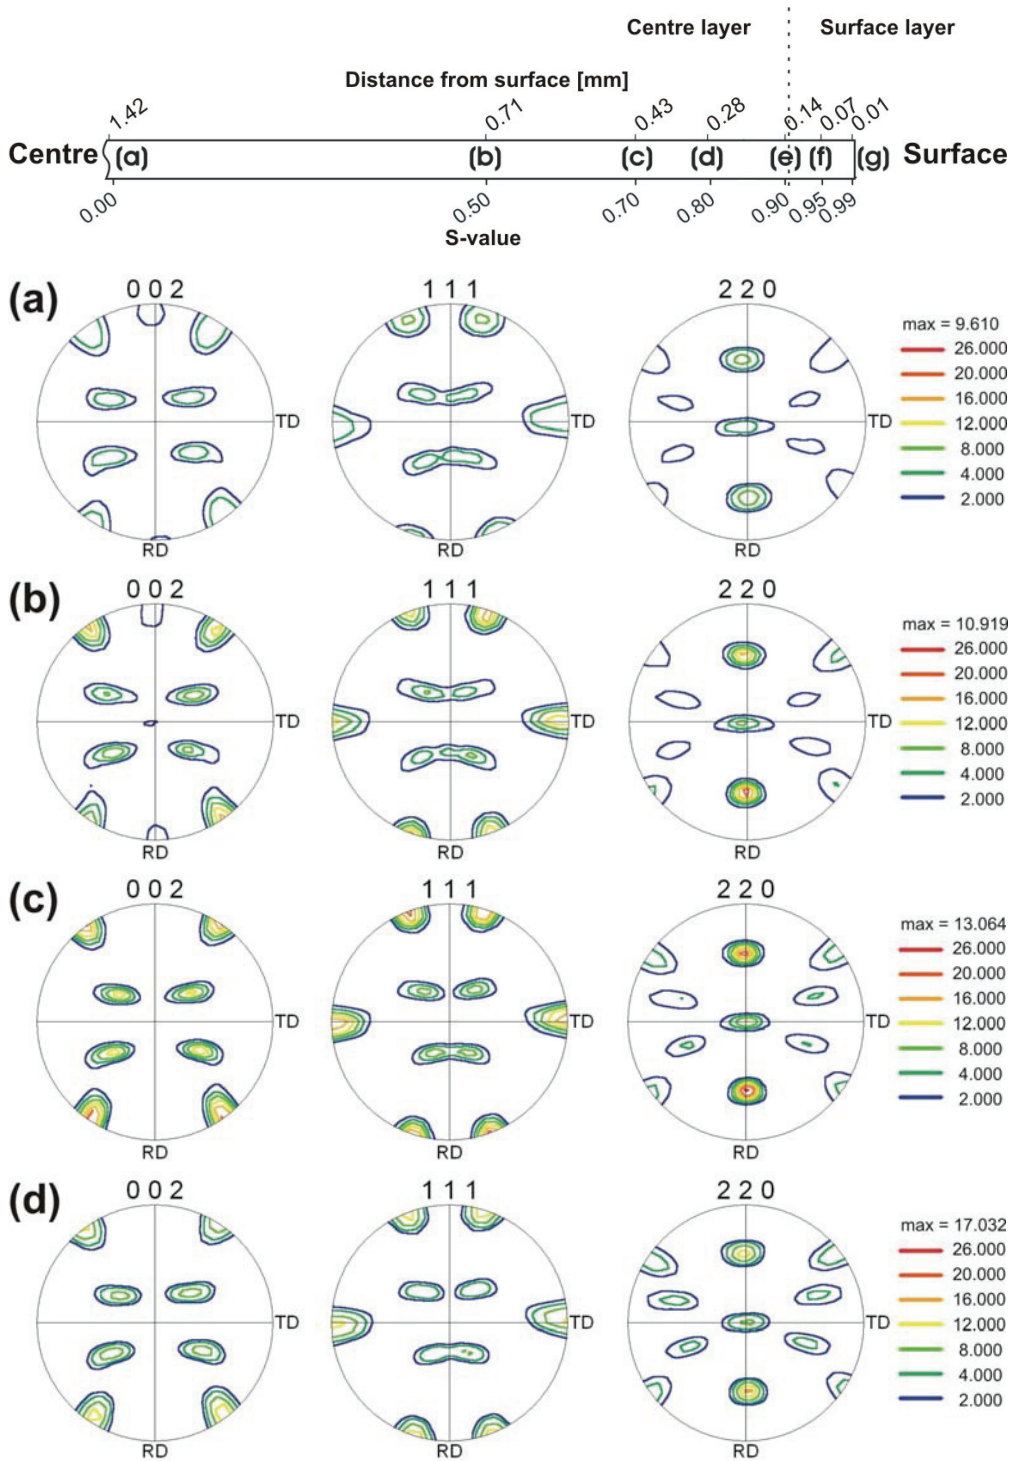 Centre layer Surface layer
Distance from surface [mm]
1.42 0.71 0.43 0.28 0.14 0.07 0.01
Centre (a) (b) (c) (d) (e) (f) (g) Surface
0.00 0.50 0.70 0.80 0.90 0.95 0.99
S-value
(a) 0 0 2 1 1 1 2 2 0
max = 9.610
26.000
20.000
16.000
12.000
TD TD TD
8.000
4.000
2.000
RD RD RD
(b) 0 0 2 1 1 1 2 2 0
max = 10.919
26.000
20.000
16.000
TD TD TD 12.000
8.000
4.000
2.000
RD RD RD
(c) 0 0 2 1 1 1 2 2 0
max = 13.064
26.000
20.000
16.000
TD TD TD 12.000
8.000
4.000
2.000
RD RD RD
(d) 0 0 2 1 1 1 2 2 0
max = 17.032
26.000
20.000
16.000
TD TD TD 12.000
8.000
4.000
2.000
RD RD RD